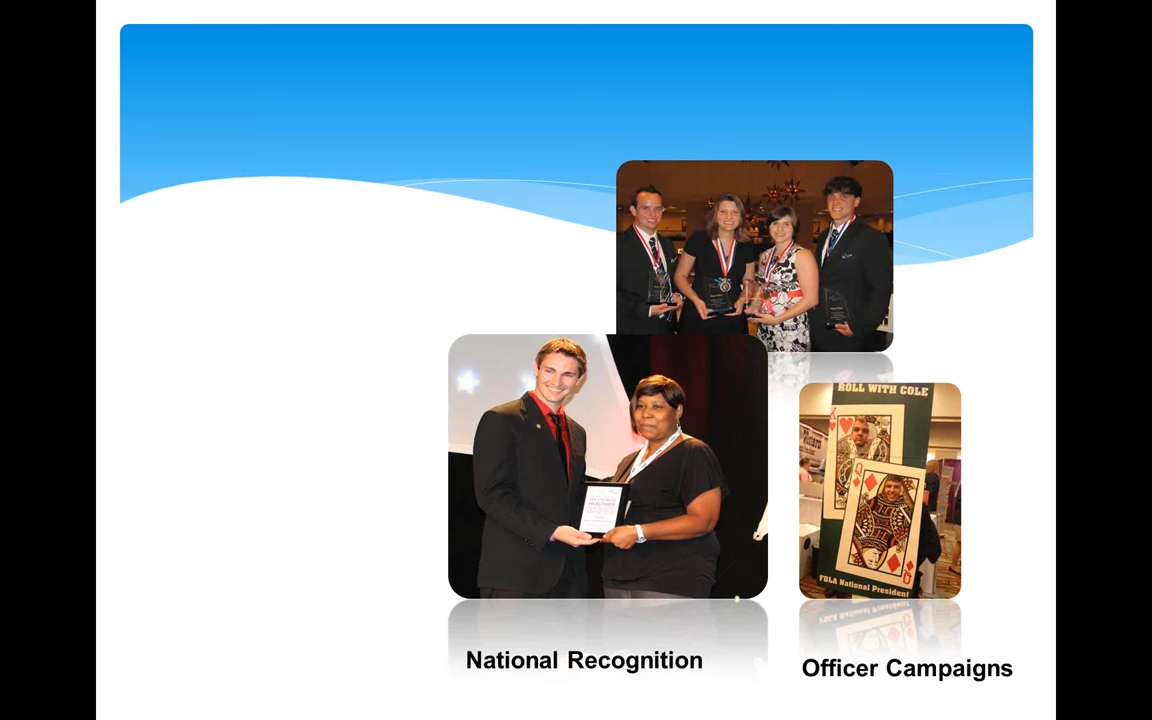 ROLL WITH COLE
K
Q
Q
FBLA National President
National Recognition
Officer Campaigns